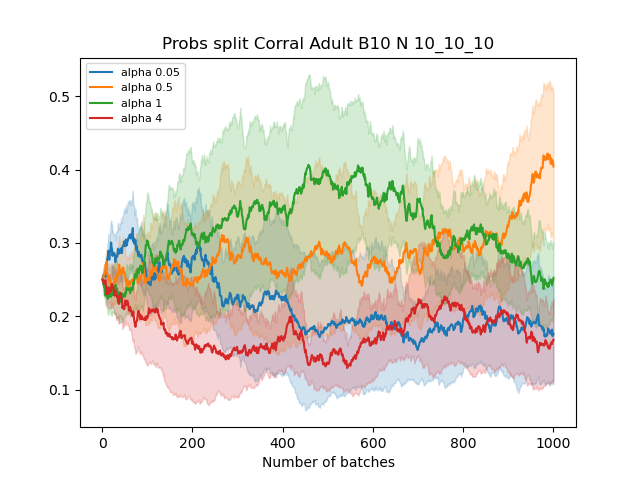 Probs split Corral Adult B10 N 10_10_10
alpha 0.05
alpha 0.5
alpha 1
alpha 4
0.5
0.4
0.3
0.2
0.1
0 200 400 600 800 1000
Number of batches